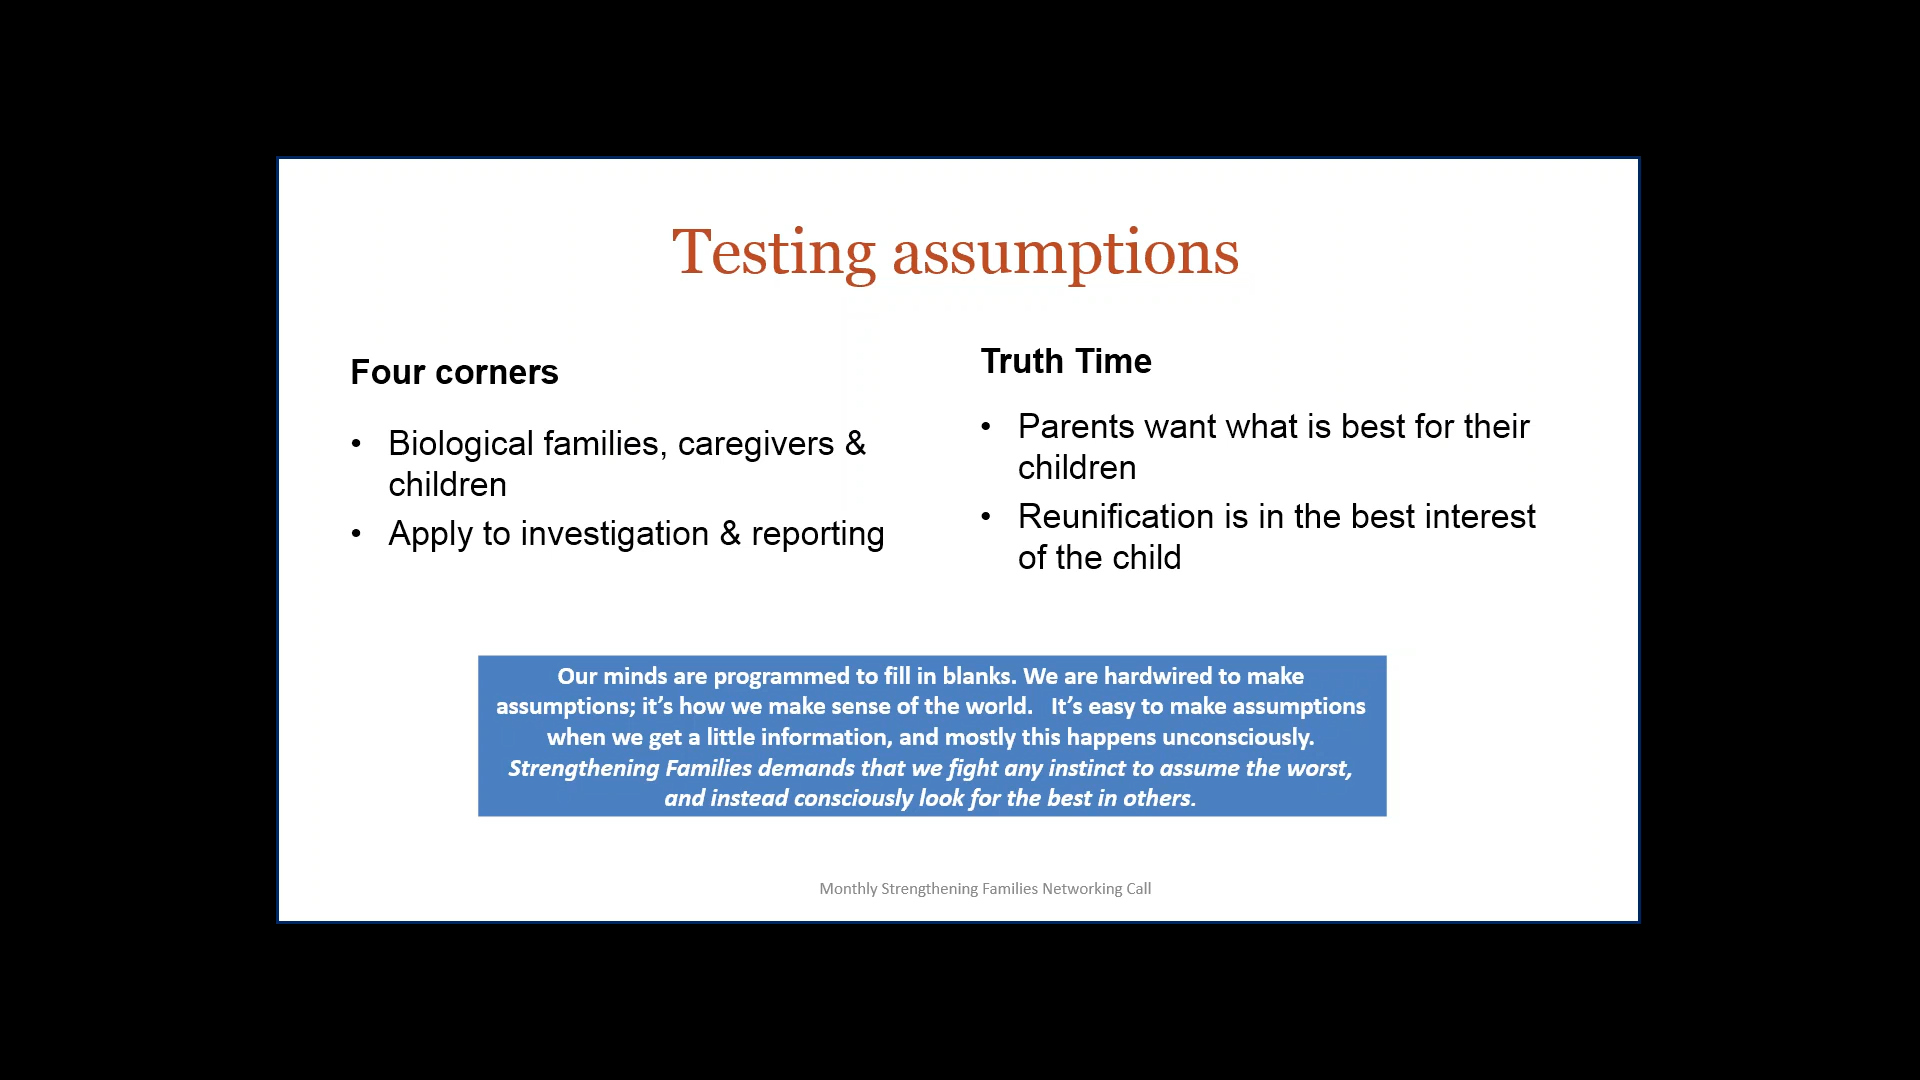 Testing assumptions
Four corners
• Biological families, caregivers &
children
• Apply to investigation & reporting
Truth Time
• Parents want what is best for their
children
• Reunification is in the best interest
of the child
Our minds are programmed to fill in blanks. We are hardwired to make
assumptions; it’s how we make sense of the world.   It’s easy to make assumptions
when we get a little information, and mostly this happens unconsciously.
Strengthening Families demands that we fight any instinct to assume the worst,
and instead consciously look for the best in others.
Monthly Strengthening Families Networking Call